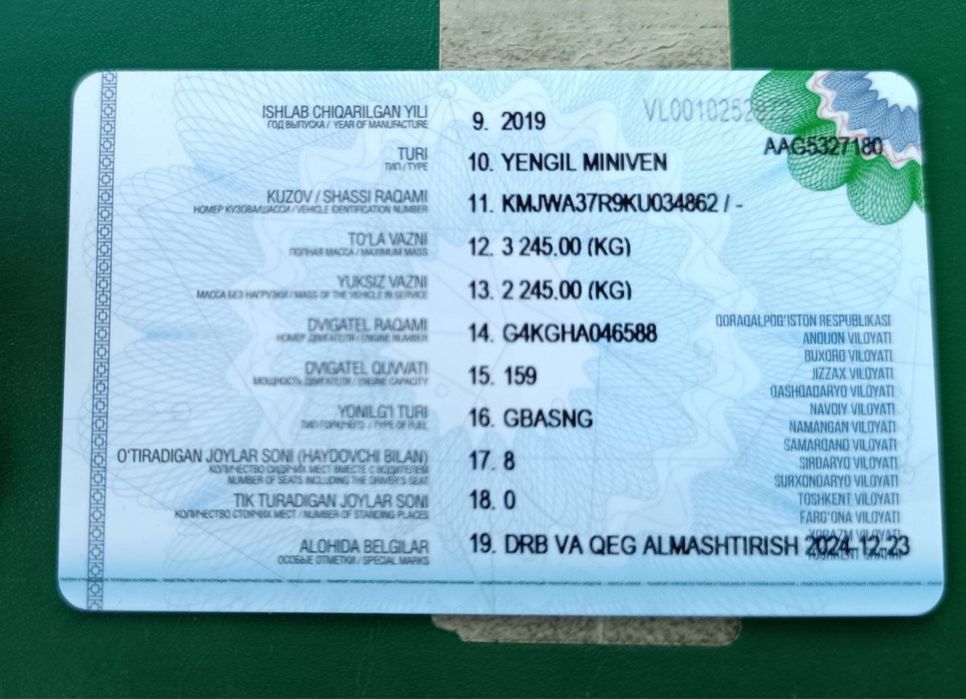 VL0010252872
AAG5327180
ISHLAB CHIQARILGAN YILI
ГОД ВЫПУСКА / YEAR OF MANUFACTURE
9. 2019
TURI
ТИП / TYPE
10. YENGIL MINIVEN
KUZOV / SHASSI RAQAMI
НОМЕР КУЗОВА/ШАССИ / VEHICLE IDENTIFICATION NUMBER
11. KMJWA37R9KU034862 / -
TO'LA VAZNI
ПОЛНАЯ МАССА / MAXIMUM MASS
12. 3 245.00 (KG)
YUKSIZ VAZNI
МАССА БЕЗ НАГРУЗКИ / MASS OF THE VEHICLE IN SERVICE
13. 2 245.00 (KG)
DVIGATEL RAQAMI
НОМЕР ДВИГАТЕЛЯ / ENGINE NUMBER
14. G4KGHA046588
DVIGATEL QUVVATI
МОЩНОСТЬ ДВИГАТЕЛЯ / ENGINE CAPACITY
15. 159
YONILG'I TURI
ТИП ГОРЮЧЕГО / TYPE OF FUEL
16. GBASNG
O'TIRADIGAN JOYLAR SONI (HAYDOVCHI BILAN)
КОЛИЧЕСТВО СИДЯЧИХ МЕСТ ВМЕСТЕ С ВОДИТЕЛЕМ
NUMBER OF SEATS INCLUDING THE DRIVER'S SEAT
17. 8
TIK TURADIGAN JOYLAR SONI
КОЛИЧЕСТВО СТОЯЧИХ МЕСТ / NUMBER OF STANDING PLACES
18. 0
ALOHIDA BELGILAR
ОСОБЫЕ ОТМЕТКИ / SPECIAL MARKS
19. DRB VA QEG ALMASHTIRISH 2024-12-23
QORAQALPOG'ISTON RESPUBLIKASI
ANDIJON VILOYATI
BUXORO VILOYATI
JIZZAX VILOYATI
QASHQADARYO VILOYATI
NAVOIY VILOYATI
NAMANGAN VILOYATI
SAMARQAND VILOYATI
SIRDARYO VILOYATI
SURXONDARYO VILOYATI
TOSHKENT VILOYATI
FARG'ONA VILOYATI
XORAZM VILOYATI
TOSHKENT SHAHRI